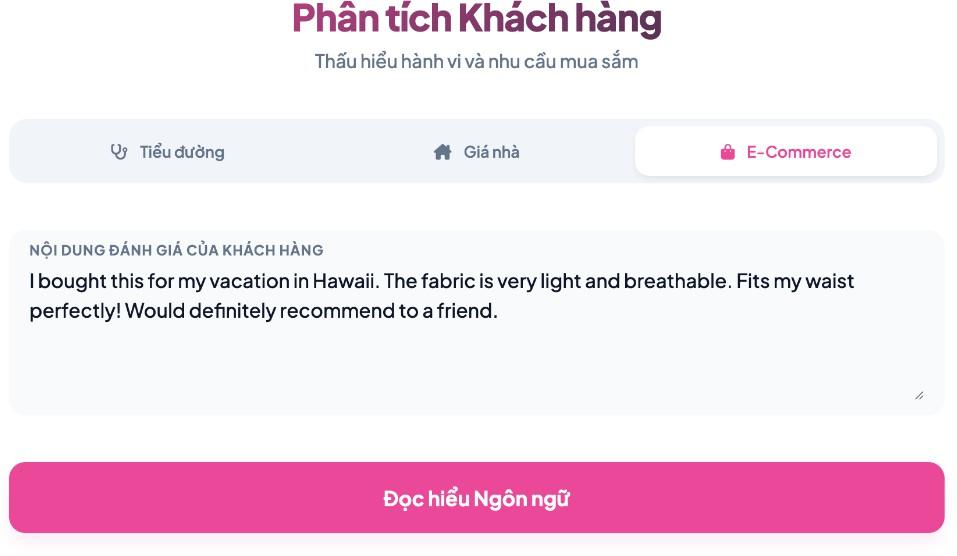 Phân tích Khách hàng
Thấu hiểu hành vi và nhu cầu mua sắm
Tiểu đường
Giá nhà
E-Commerce
NỘI DUNG ĐÁNH GIÁ CỦA KHÁCH HÀNG
I bought this for my vacation in Hawaii. The fabric is very light and breathable. Fits my waist
perfectly! Would definitely recommend to a friend.
Đọc hiểu Ngôn ngữ